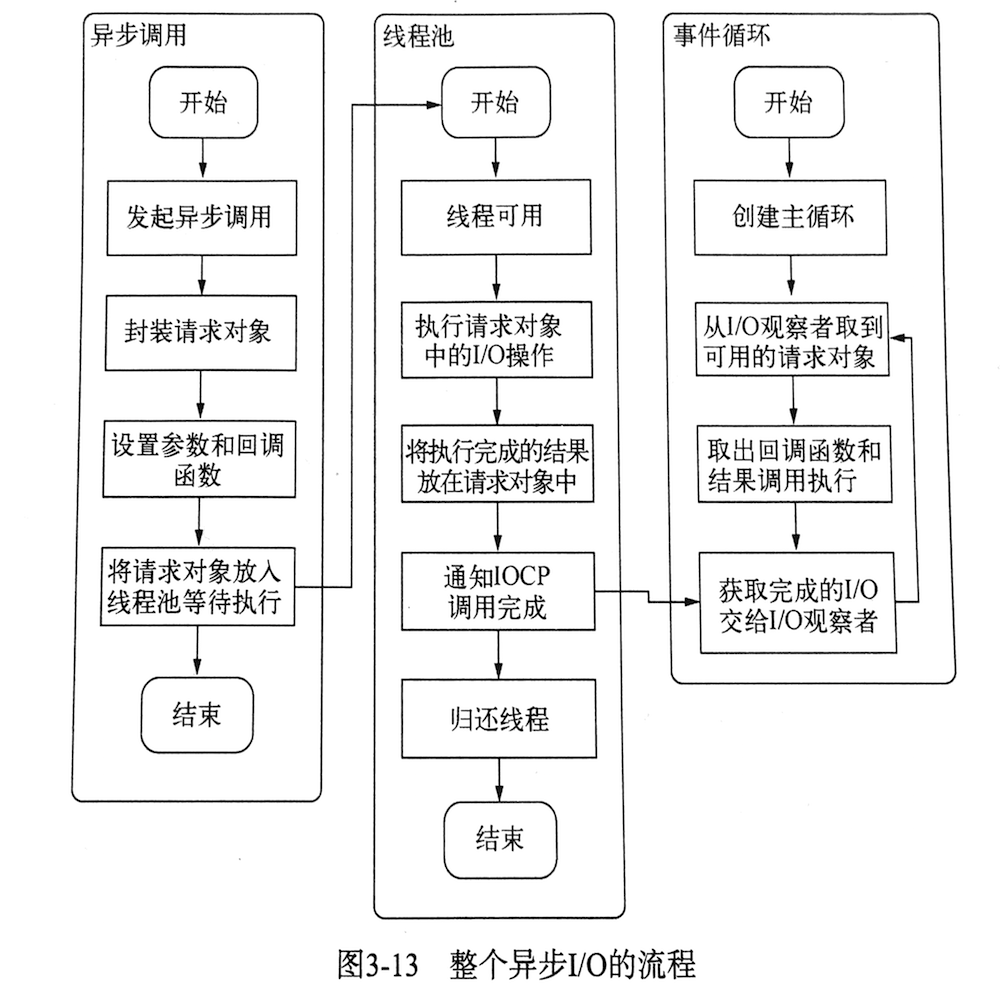 异步调用
开始
发起异步调用
封装请求对象
设置参数和回调
函数
将请求对象放入
线程池等待执行
结束
线程池
开始
线程可用
执行请求对象
中的I/O操作
将执行完成的结果
放在请求对象中
通知IOCP
调用完成
归还线程
结束
事件循环
开始
创建主循环
从I/O观察者取到
可用的请求对象
取出回调函数和
结果调用执行
获取完成的I/O
交给I/O观察者
图3-13 整个异步I/O的流程